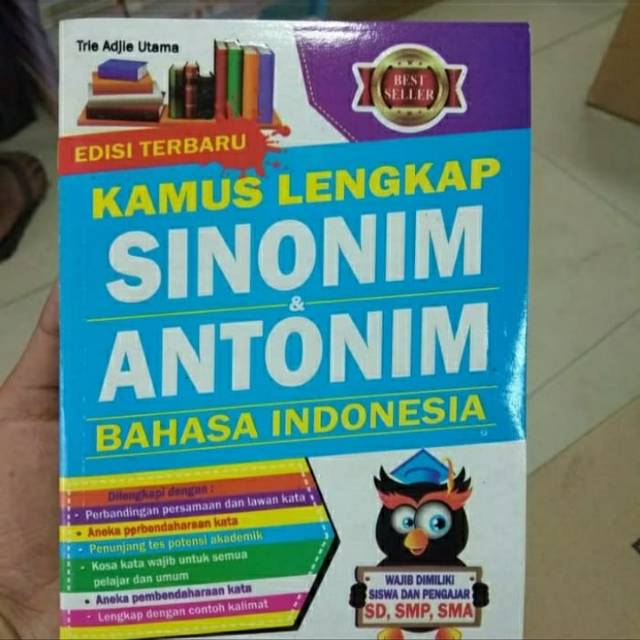 Trie Adjie Utama
BEST
SELLER
EDISI TERBARU
KAMUS LENGKAP
SINONIM
&
ANTONIM
BAHASA INDONESIA
Dilengkapi dengan :
- Perbandingan persamaan dan lawan kata
• Aneka perbendaharaan kata
- Penunjang tes potensi akademik
- Kosa kata wajib untuk semua
pelajar dan umum
• Aneka pembendaharaan kata
- Lengkap dengan contoh kalimat
WAJIB DIMILIKI
SISWA DAN PENGAJAR
SD, SMP, SMA